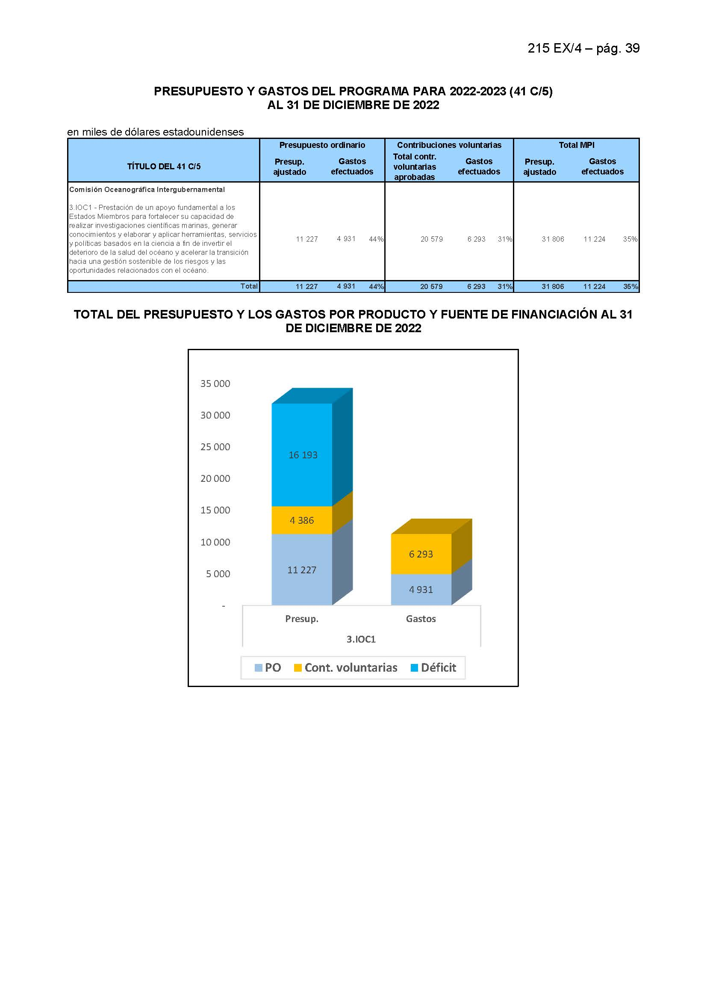 215 EX/4 – pág. 39
PRESUPUESTO Y GASTOS DEL PROGRAMA PARA 2022-2023 (41 C/5)
AL 31 DE DICIEMBRE DE 2022
en miles de dólares estadounidenses
TÍTULO DEL 41 C/5
Presupuesto ordinario
Contribuciones voluntarias
Total MPI
Presup.
ajustado
Gastos
efectuados
Total contr.
voluntarias
aprobadas
Gastos
efectuados
Presup.
ajustado
Gastos
efectuados
Comisión Oceanográfica Intergubernamental
3.IOC1 - Prestación de un apoyo fundamental a los
Estados Miembros para fortalecer su capacidad de
realizar investigaciones científicas marinas, generar
conocimientos y elaborar y aplicar herramientas, servicios
y políticas basados en la ciencia a fin de invertir el
deterioro de la salud del océano y acelerar la transición
hacia una gestión sostenible de los riesgos y las
oportunidades relacionados con el océano.
11 227 4 931 44% 20 579 6 293 31% 31 806 11 224 35%
Total 11 227 4 931 44% 20 579 6 293 31% 31 806 11 224 35%
TOTAL DEL PRESUPUESTO Y LOS GASTOS POR PRODUCTO Y FUENTE DE FINANCIACIÓN AL 31
DE DICIEMBRE DE 2022
35 000
30 000
25 000
20 000
15 000
10 000
5 000
-
16 193
4 386
11 227
6 293
4 931
Presup. Gastos
3.IOC1
PO Cont. voluntarias Déficit